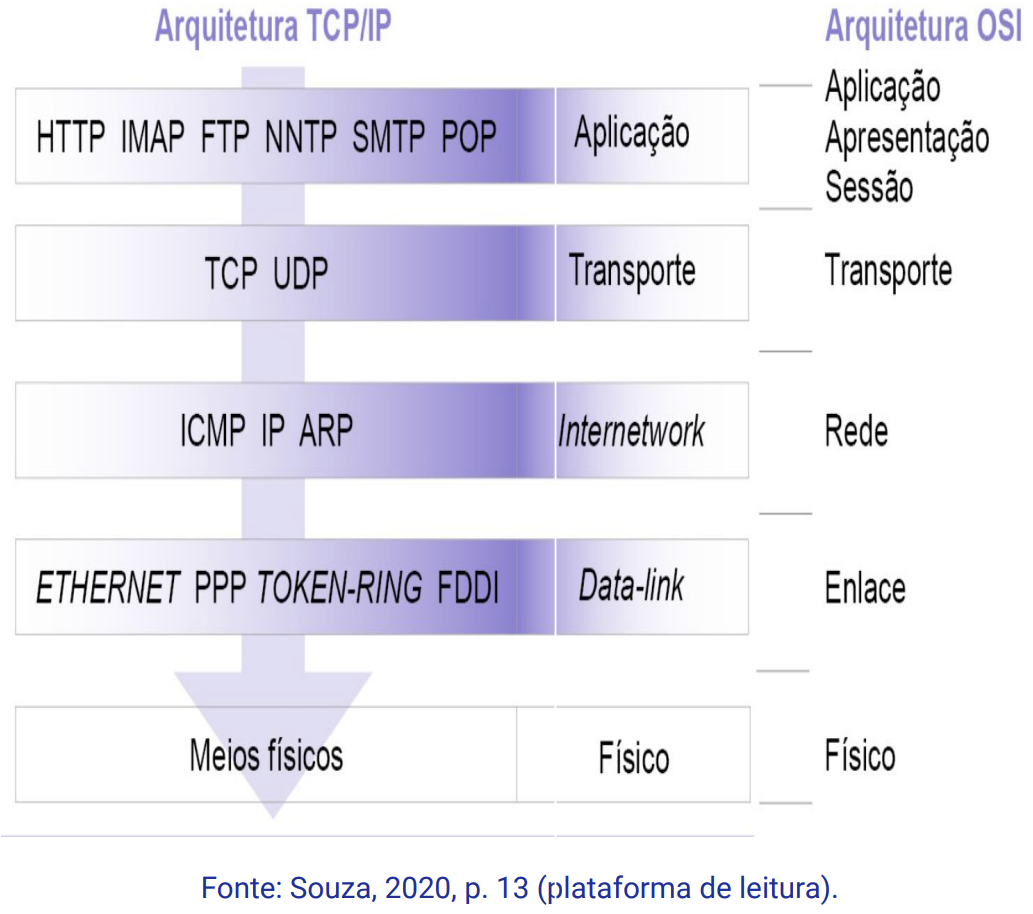 Arquitetura TCP/IP
Arquitetura OSI
HTTP IMAP FTP NNTP SMTP POP
Aplicação
Aplicação
Apresentação
Sessão
TCP UDP
Transporte
Transporte
ICMP IP ARP
Internetwork
Rede
ETHERNET PPP TOKEN-RING FDDI
Data-link
Enlace
Meios físicos
Físico
Físico
Fonte: Souza, 2020, p. 13 (plataforma de leitura).